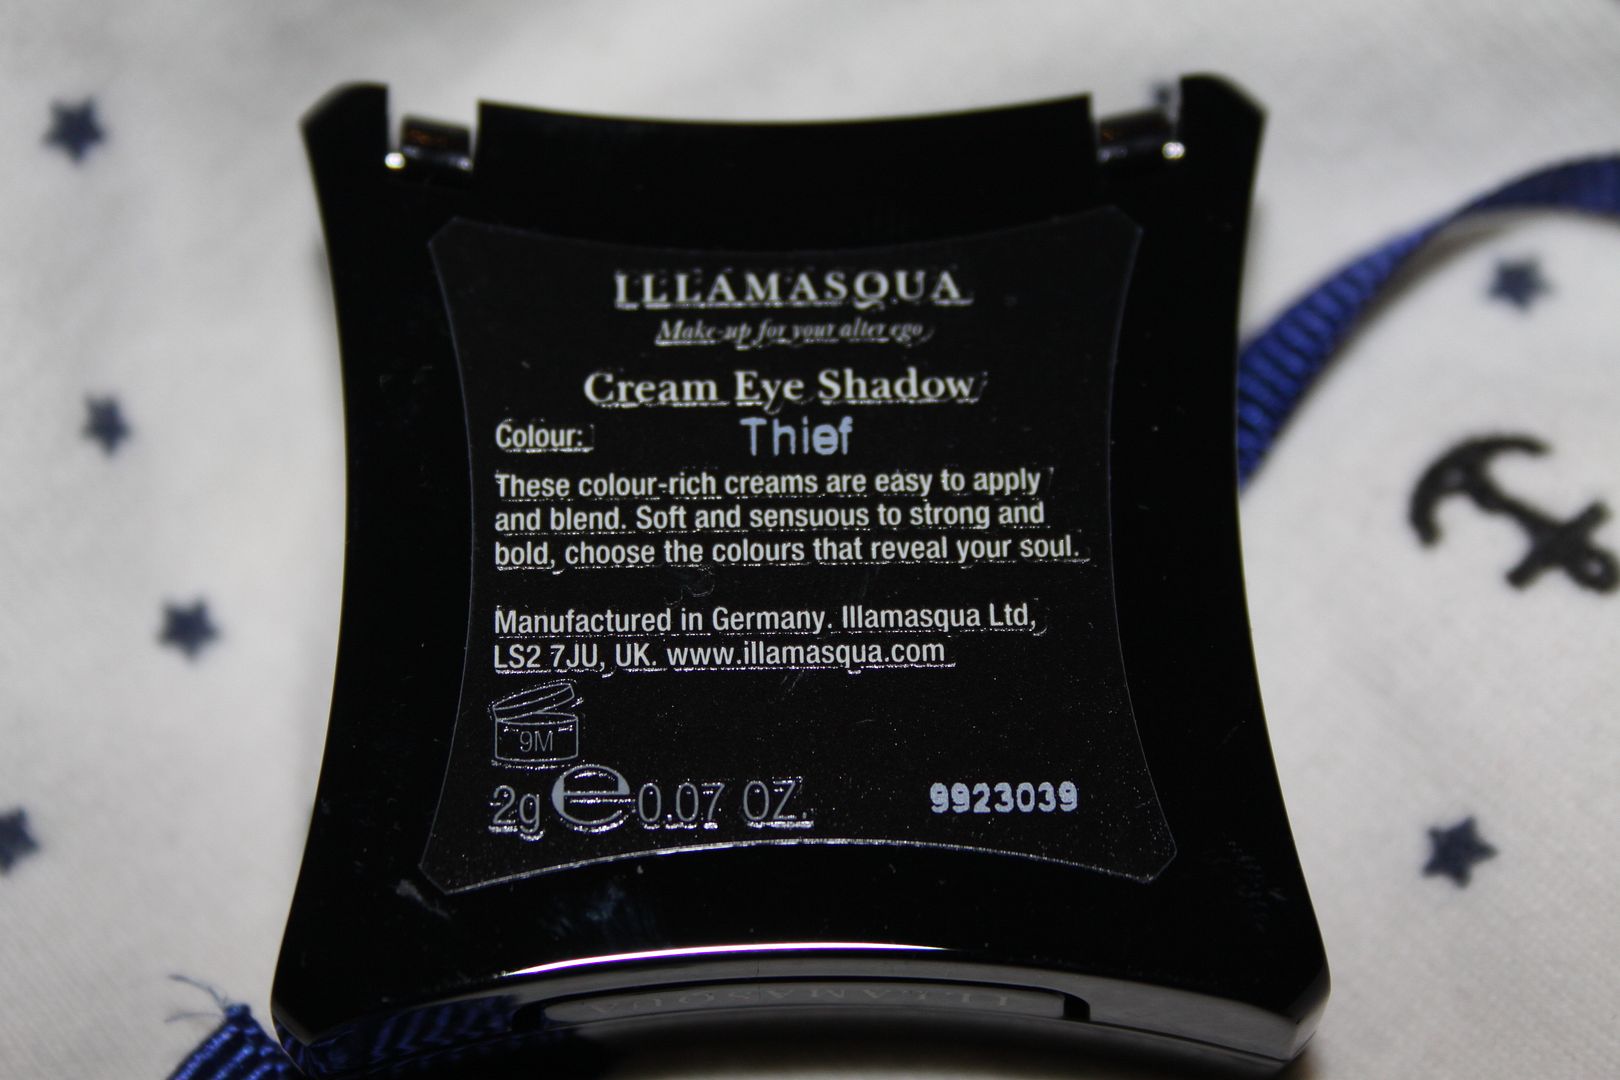 ILLAMASQUA
Make-up for your alter ego
Cream Eye Shadow
Colour: Thief
These colour-rich creams are easy to apply
and blend. Soft and sensuous to strong and
bold, choose the colours that reveal your soul.
Manufactured in Germany. Illamasqua Ltd,
LS2 7JU, UK. www.illamasqua.com
9M
2g e 0.07 OZ. 9923039
ILLAMASQUA